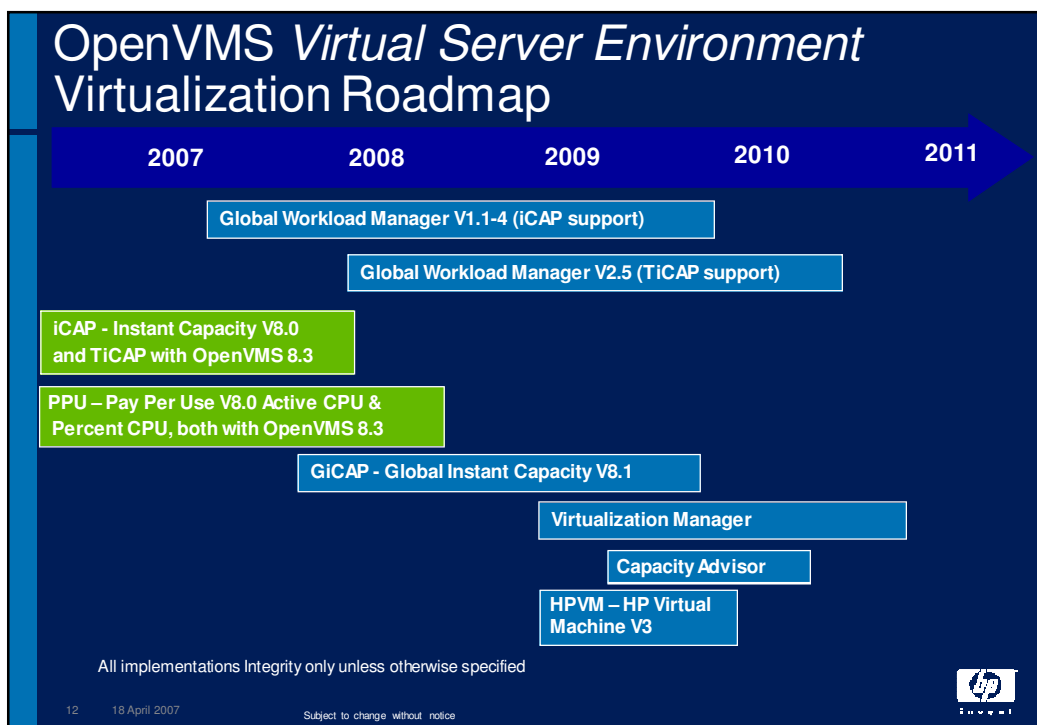 OpenVMS Virtual Server Environment
Virtualization Roadmap
2007 2008 2009 2010 2011
Global Workload Manager V1.1-4 (iCAP support)
Global Workload Manager V2.5 (TiCAP support)
iCAP - Instant Capacity V8.0
and TiCAP with OpenVMS 8.3
PPU – Pay Per Use V8.0 Active CPU &
Percent CPU, both with OpenVMS 8.3
GiCAP - Global Instant Capacity V8.1
Virtualization Manager
Capacity Advisor
HPVM – HP Virtual
Machine V3
All implementations Integrity only unless otherwise specified
12 18 April 2007 Subject to change without notice
hp
invent